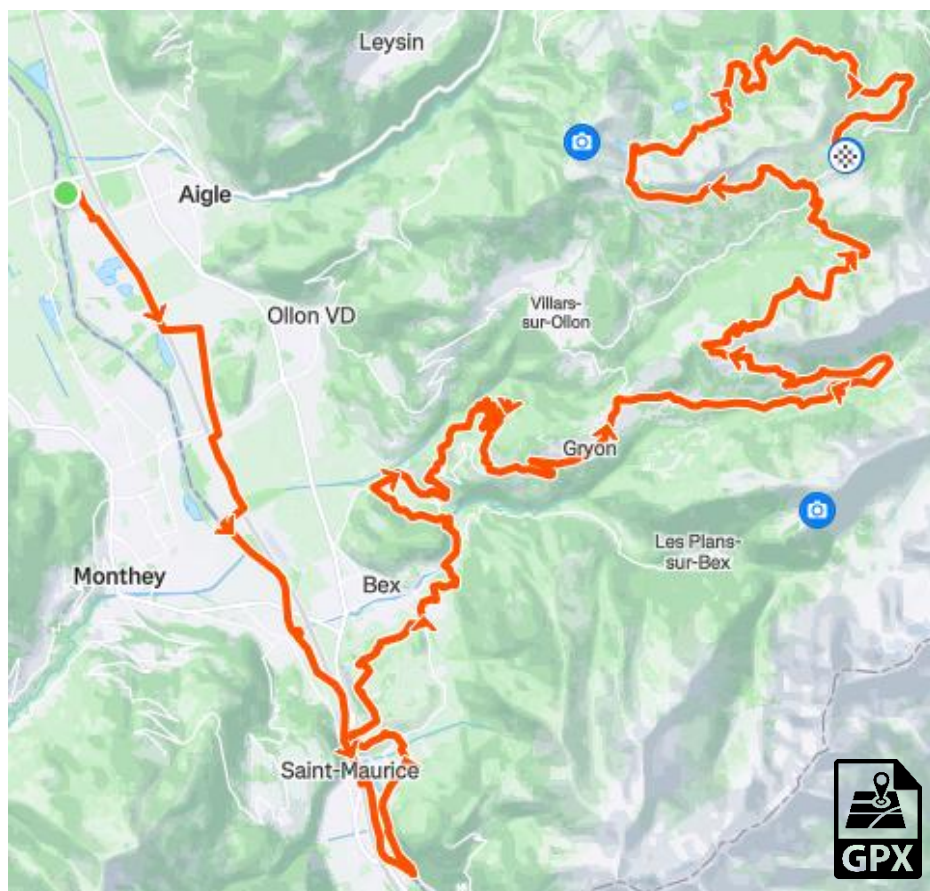 Leysin
Aigle
Ollon VD
Villars-
sur-Ollon
Gryon
Les Plans-
sur-Bex
Monthey
Bex
Saint-Maurice
GPX